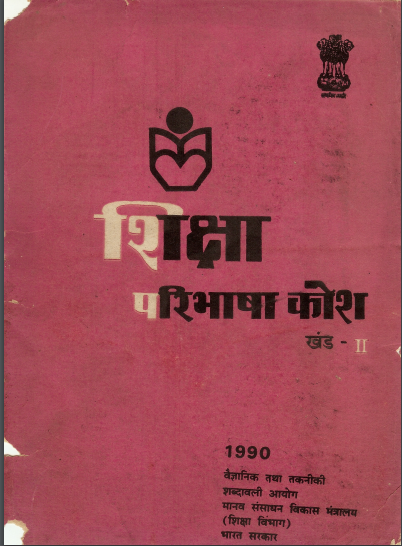 शिक्षा
परिभाषा कोश
खंड - II
1990
वैज्ञानिक तथा तकनीकी
शब्दावली आयोग
मानव संसाधन विकास मंत्रालय
(शिक्षा विभाग)
भारत सरकार